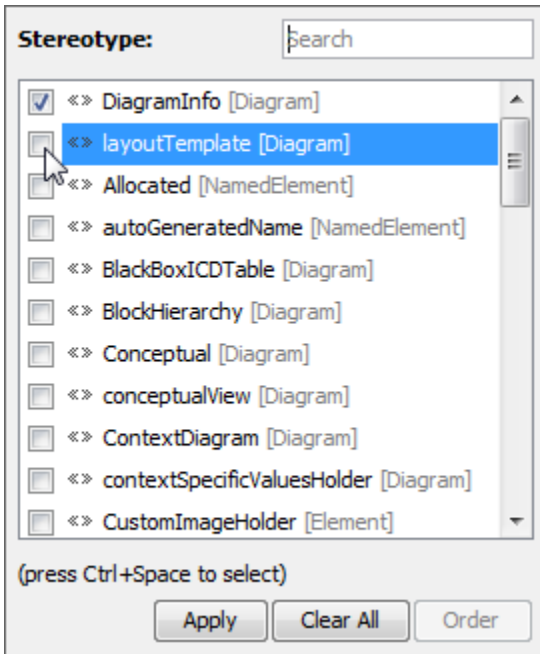 Stereotype:
Search
«» DiagramInfo [Diagram]
«» layoutTemplate [Diagram]
«» Allocated [NamedElement]
«» autoGeneratedName [NamedElement]
«» BlackBoxICDTable [Diagram]
«» BlockHierarchy [Diagram]
«» Conceptual [Diagram]
«» conceptualView [Diagram]
«» ContextDiagram [Diagram]
«» contextSpecificValuesHolder [Diagram]
«» CustomImageHolder [Element]
(press Ctrl+Space to select)
Apply
Clear All
Order